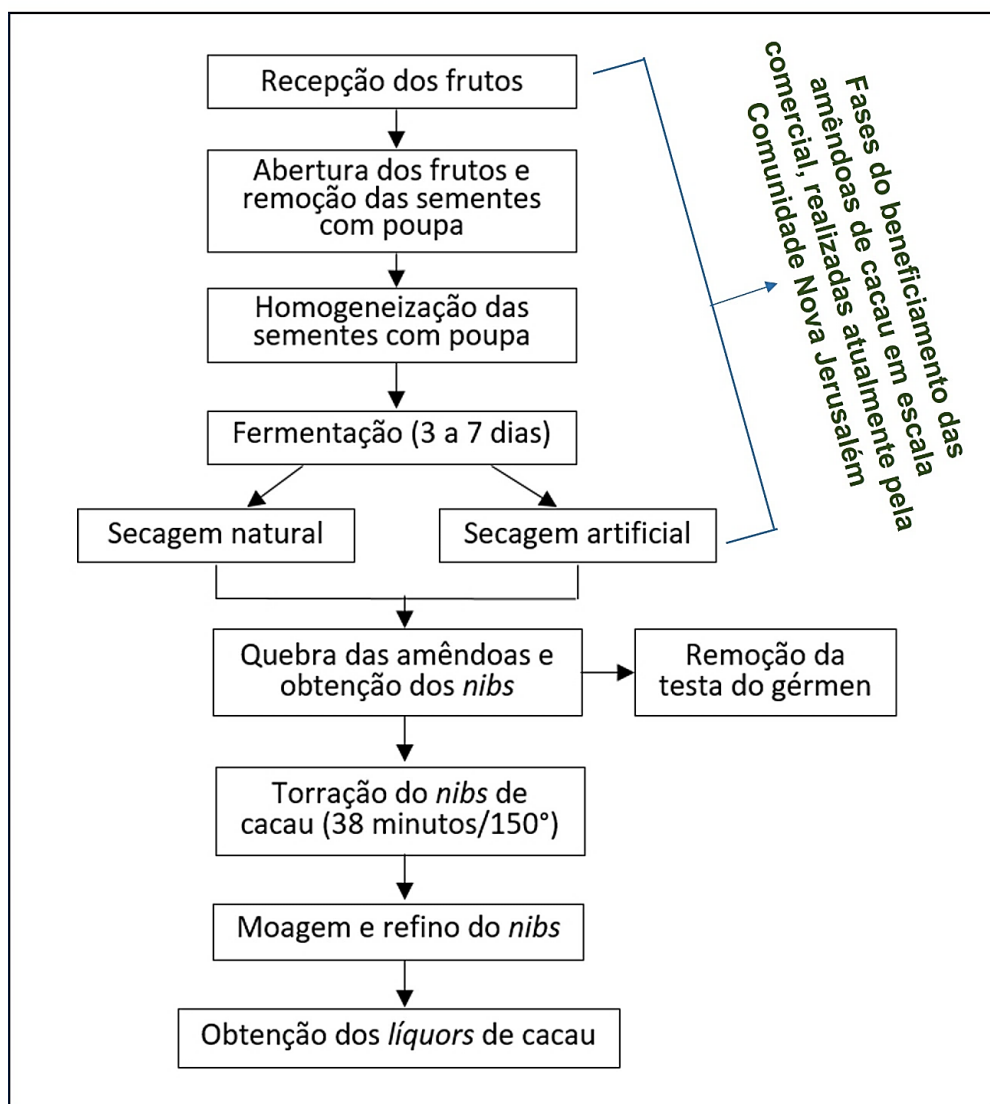 Recepção dos frutos
Abertura dos frutos e
remoção das sementes
com poupa
Homogeneização das
sementes com poupa
Fermentação (3 a 7 dias)
Secagem natural
Secagem artificial
Fases do beneficiamento das
amêndoas de cacau em escala
comercial, realizadas atualmente pela
Comunidade Nova Jerusalém
Quebra das amêndoas e
obtenção dos nibs
Remoção da
testa do gérmen
Torração do nibs de
cacau (38 minutos/150°)
Moagem e refino do nibs
Obtenção dos líquors de cacau